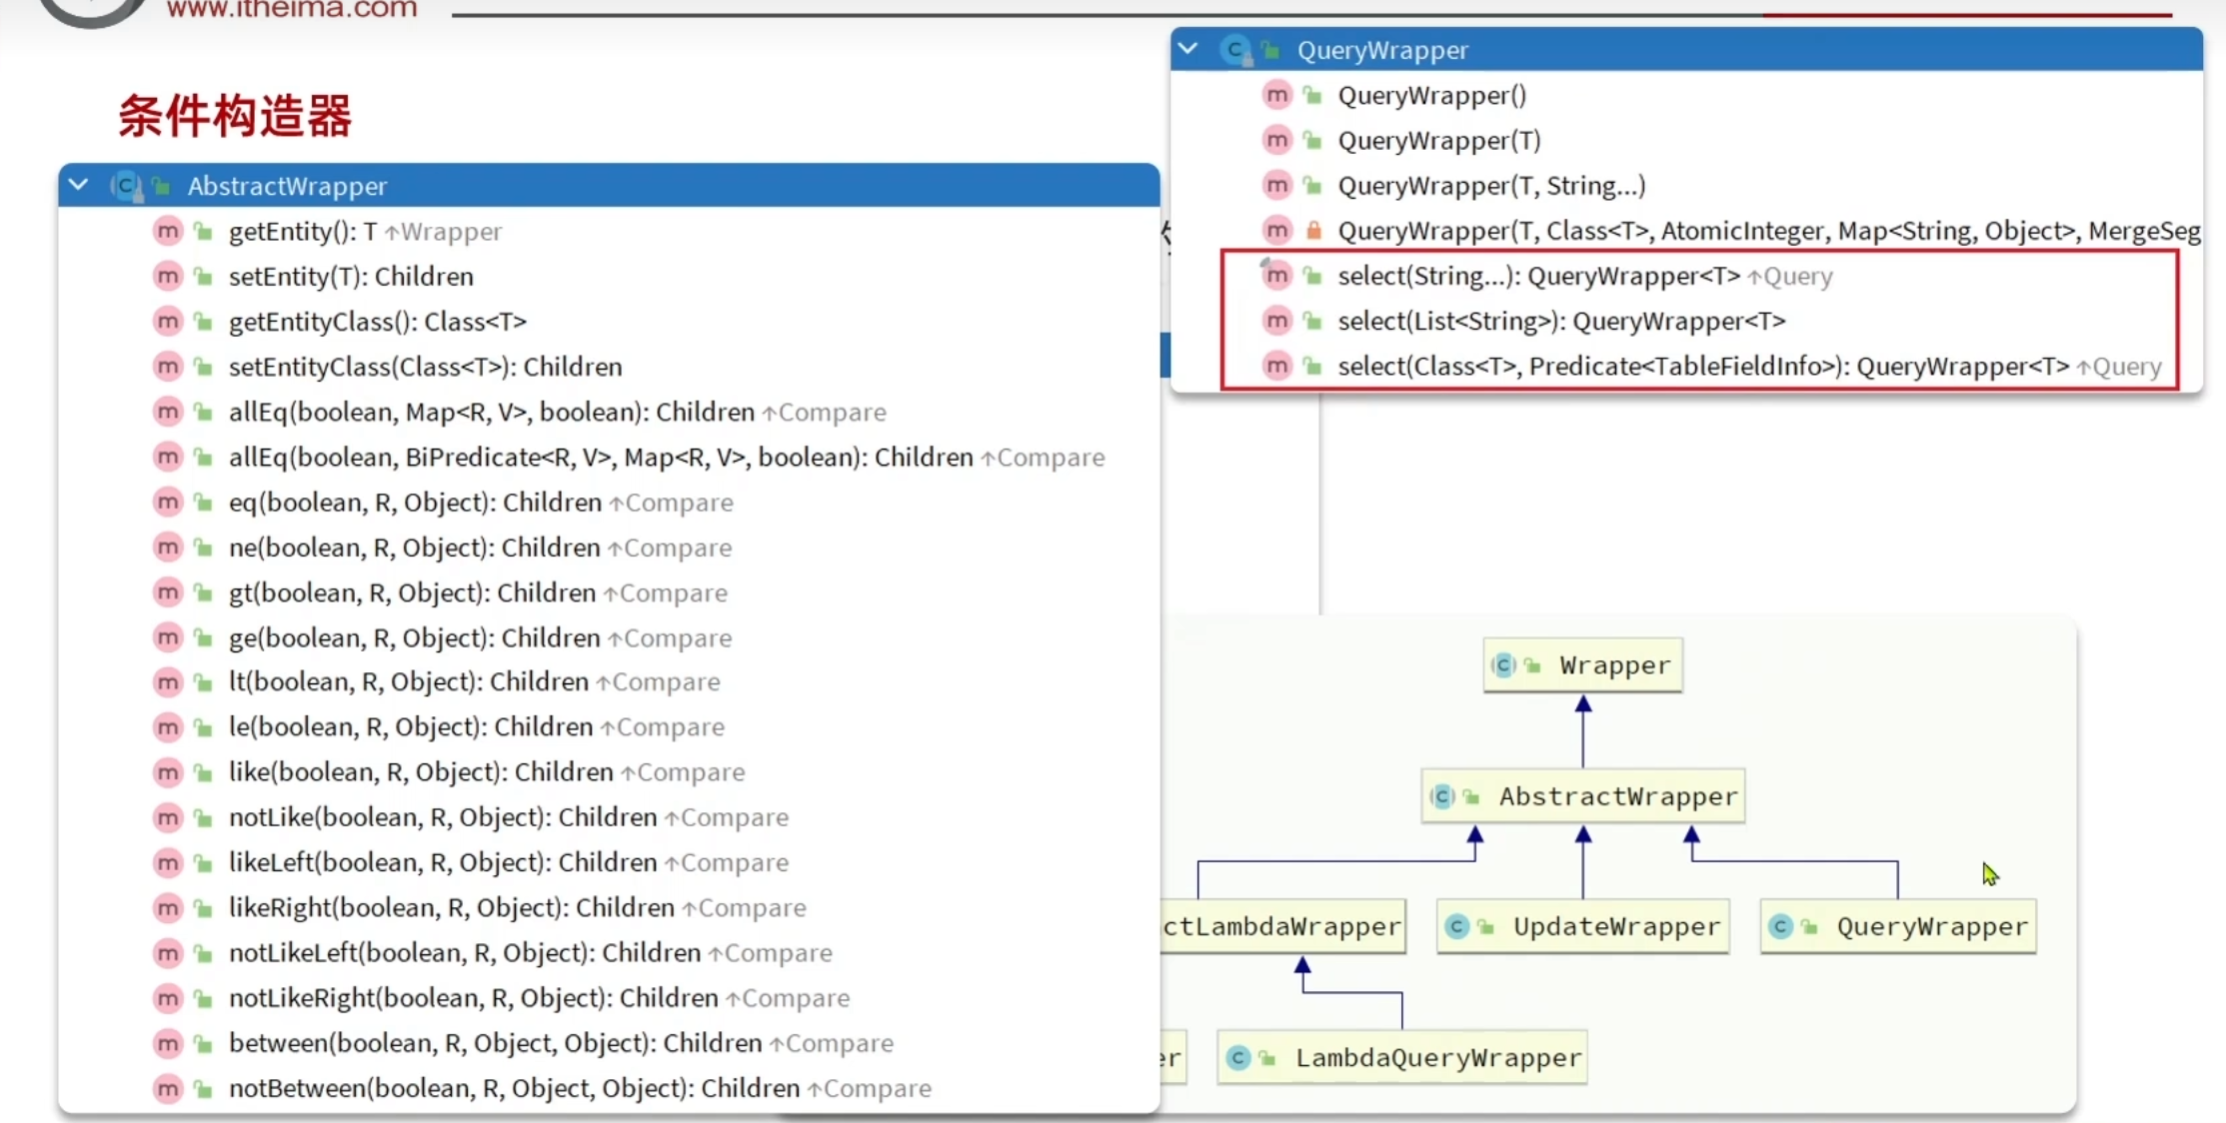 www.itheima.com
条件构造器
AbstractWrapper
getEntity(): T ↑Wrapper
setEntity(T): Children
getEntityClass(): Class<T>
setEntityClass(Class<T>): Children
allEq(boolean, Map<R, V>, boolean): Children ↑Compare
allEq(boolean, BiPredicate<R, V>, Map<R, V>, boolean): Children ↑Compare
eq(boolean, R, Object): Children ↑Compare
ne(boolean, R, Object): Children ↑Compare
gt(boolean, R, Object): Children ↑Compare
ge(boolean, R, Object): Children ↑Compare
lt(boolean, R, Object): Children ↑Compare
le(boolean, R, Object): Children ↑Compare
like(boolean, R, Object): Children ↑Compare
notLike(boolean, R, Object): Children ↑Compare
likeLeft(boolean, R, Object): Children ↑Compare
likeRight(boolean, R, Object): Children ↑Compare
notLikeLeft(boolean, R, Object): Children ↑Compare
notLikeRight(boolean, R, Object): Children ↑Compare
between(boolean, R, Object, Object): Children ↑Compare
notBetween(boolean, R, Object, Object): Children ↑Compare
QueryWrapper
QueryWrapper()
QueryWrapper(T)
QueryWrapper(T, String...)
QueryWrapper(T, Class<T>, AtomicInteger, Map<String, Object>, MergeSeg
select(String...): QueryWrapper<T> ↑Query
select(List<String>): QueryWrapper<T>
select(Class<T>, Predicate<TableFieldInfo>): QueryWrapper<T> ↑Query
Wrapper
AbstractWrapper
ctLambdaWrapper
UpdateWrapper
QueryWrapper
er
LambdaQueryWrapper